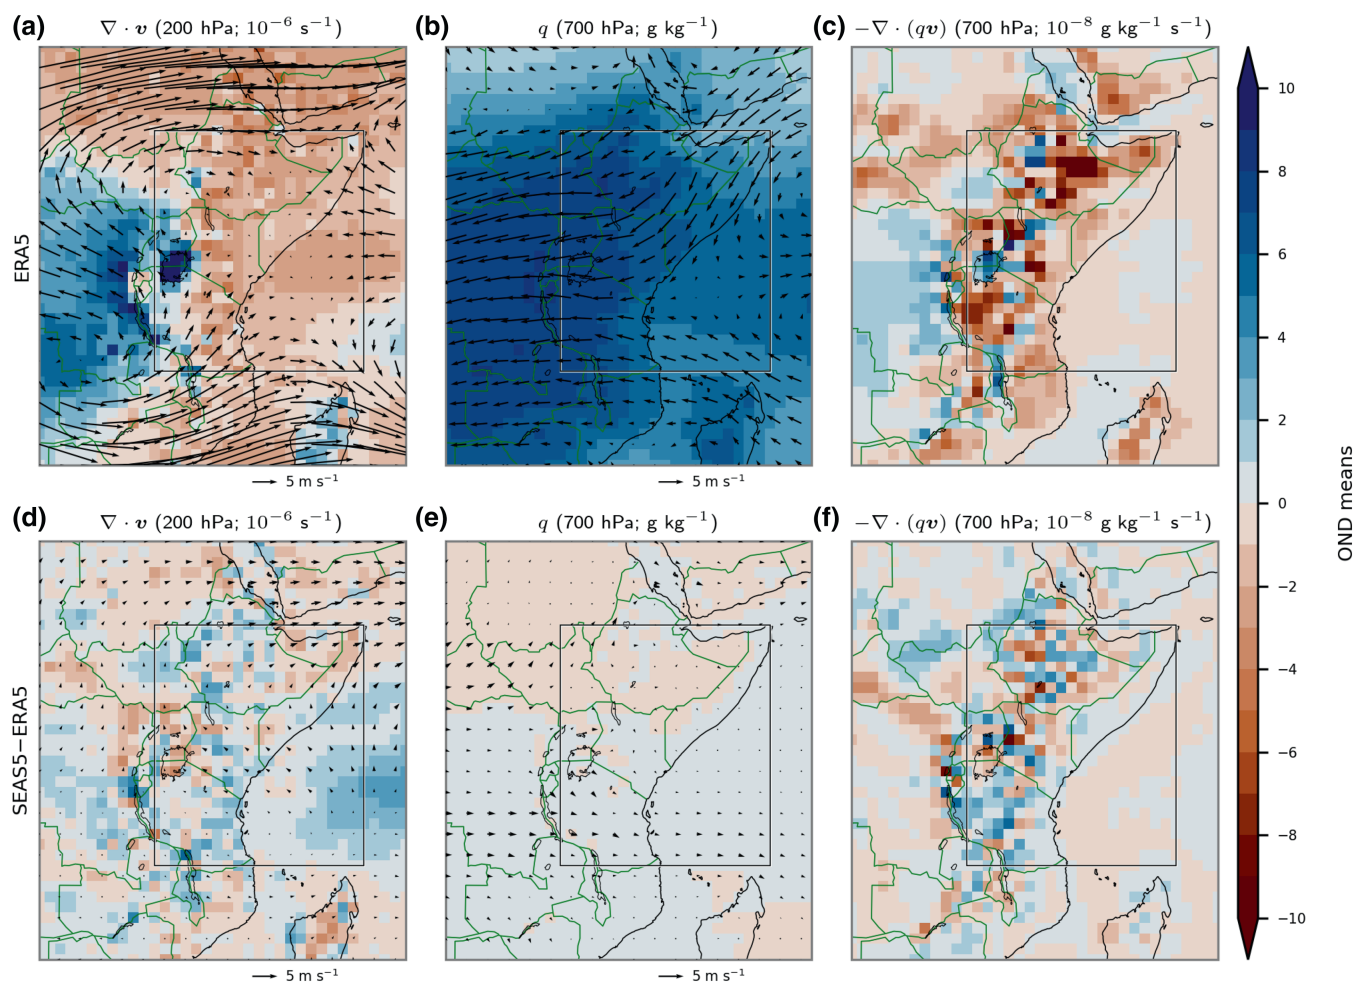 (a) ∇ · v (200 hPa; 10⁻⁶ s⁻¹)
(b) q (700 hPa; g kg⁻¹)
(c) −∇ · (qv) (700 hPa; 10⁻⁸ g kg⁻¹ s⁻¹)
ERA5
5 m s⁻¹
5 m s⁻¹
(d) ∇ · v (200 hPa; 10⁻⁶ s⁻¹)
(e) q (700 hPa; g kg⁻¹)
(f) −∇ · (qv) (700 hPa; 10⁻⁸ g kg⁻¹ s⁻¹)
SEAS5−ERA5
5 m s⁻¹
5 m s⁻¹
10
8
6
4
2
0
−2
−4
−6
−8
−10
OND means